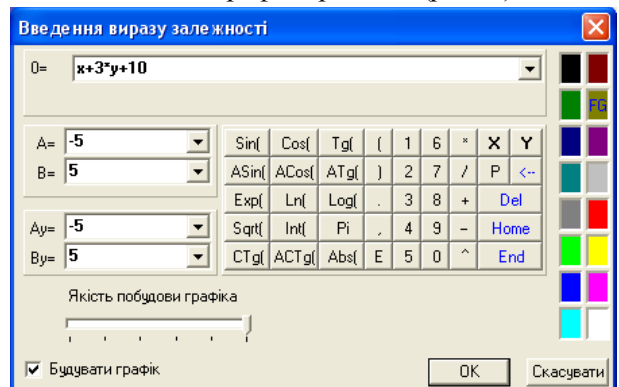 Введення виразу залежності
0= x+3*y+10
FG
A= -5
B= 5
Sin( Cos( Tg( ( 1 6 * X Y
ASin( ACos( ATg( ) 2 7 / P <--
Exp( Ln( Log( . 3 8 + Del
Ay= -5
Sqrt( Int( Pi , 4 9 - Home
By= 5
CTg( ACTg( Abs( E 5 0 ^ End
Якість побудови графіка
Будувати графік
OK Скасувати